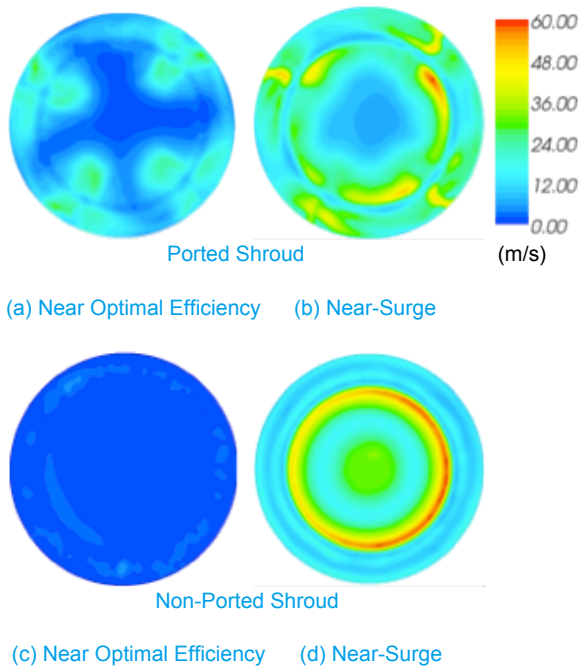 60.00
48.00
36.00
24.00
12.00
0.00
(m/s)
Ported Shroud
(a) Near Optimal Efficiency (b) Near-Surge
Non-Ported Shroud
(c) Near Optimal Efficiency (d) Near-Surge